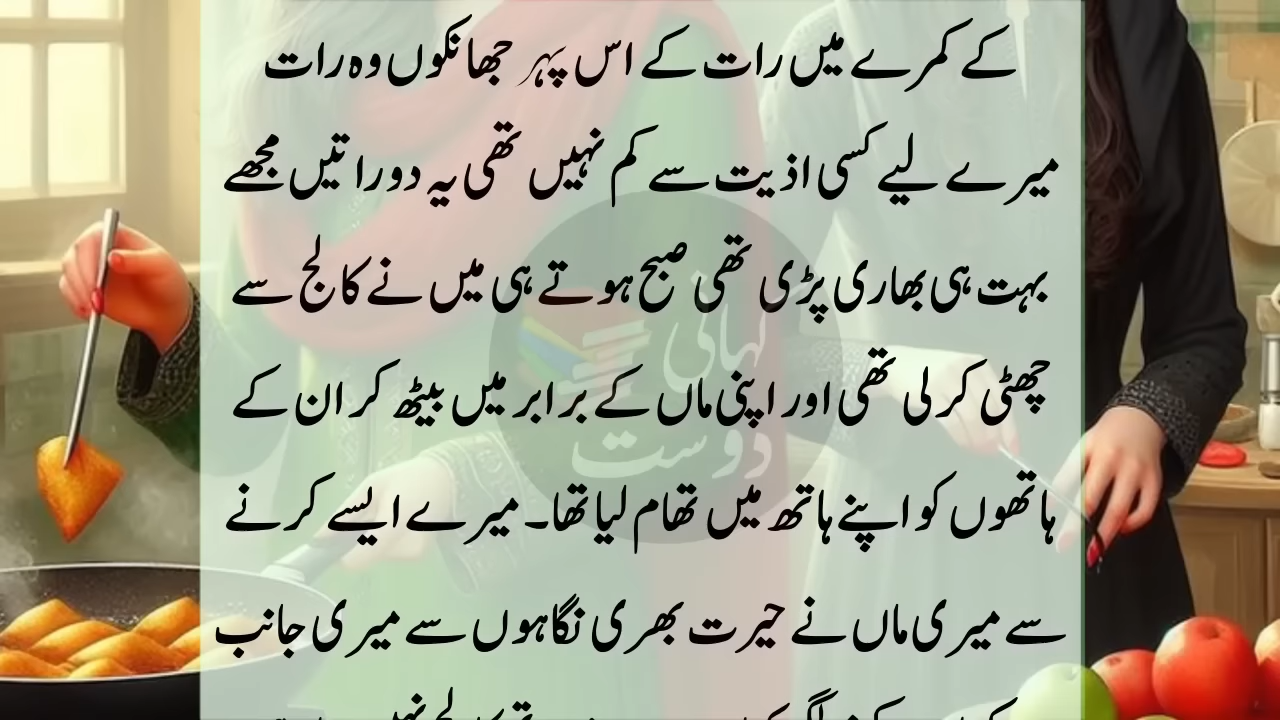 کے کمرے میں رات کے اس پہر جھانکوں وہ رات
میرے لیے کسی اذیت سے کم نہیں تھی یہ دو راتیں مجھے
بہت ہی بھاری پڑی تھی صبح ہوتے ہی میں نے کالج سے
چھٹی کر لی تھی اور اپنی ماں کے برابر میں بیٹھ کر ان کے
ہاتھوں کو اپنے ہاتھ میں تھام لیا تھا۔ میرے ایسے کرنے
سے میری ماں نے حیرت بھری نگاہوں سے میری جانب
کہانی
دوست